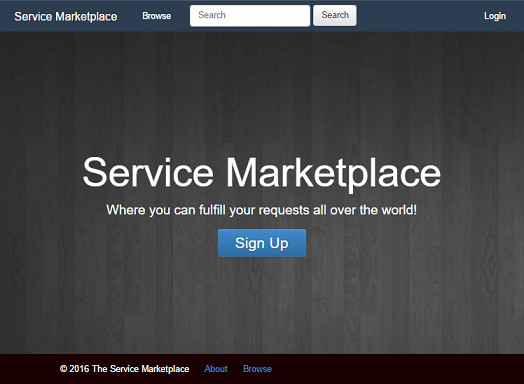 Service Marketplace Browse Search Search Login
Service Marketplace
Where you can fulfill your requests all over the world!
Sign Up
© 2016 The Service Marketplace About Browse